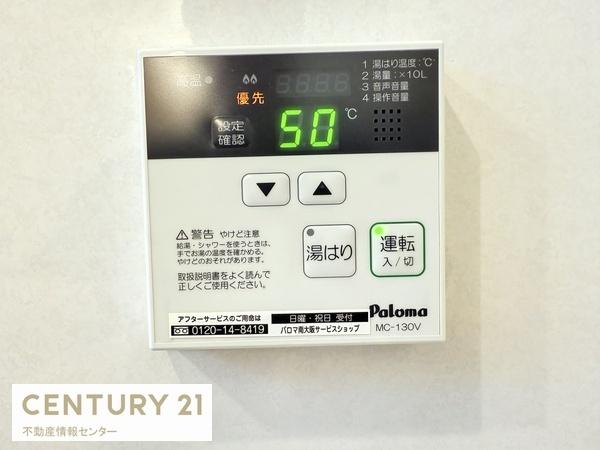 高温
優先
50 ℃
1 湯はり温度:℃
2 湯量:×10L
3 音声音量
4 操作音量
設定
確認
▼ ▲
⚠警告 やけど注意
給湯・シャワーを使うときは、
手でお湯の温度を確かめる。
やけどのおそれがあります。
取扱説明書をよく読んで
正しくご使用ください。
湯はり
運転
入/切
アフターサービスのご用命は
0120-14-8419
日曜・祝日 受付
パロマ南大阪サービスショップ
Paloma
MC-130V
CENTURY 21
不動産情報センター